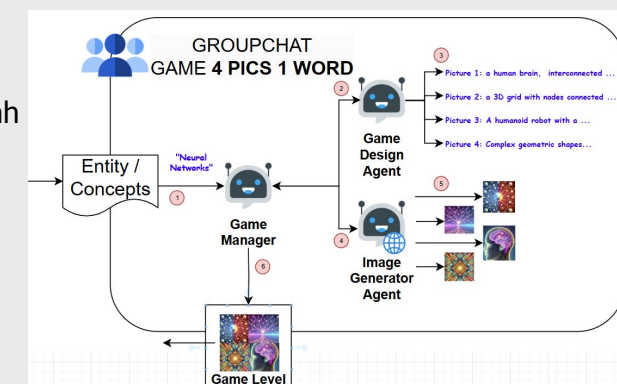 GROUPCHAT
GAME 4 PICS 1 WORD
nh
Entity /
Concepts
"Neural
Networks"
1
Game
Manager
2
Game
Design
Agent
3
Picture 1: a human brain, interconnected ...
Picture 2: a 3D grid with nodes connected ...
Picture 3: A humanoid robot with a ...
Picture 4: Complex geometric shapes...
4
Image
Generator
Agent
5
6
Game Level